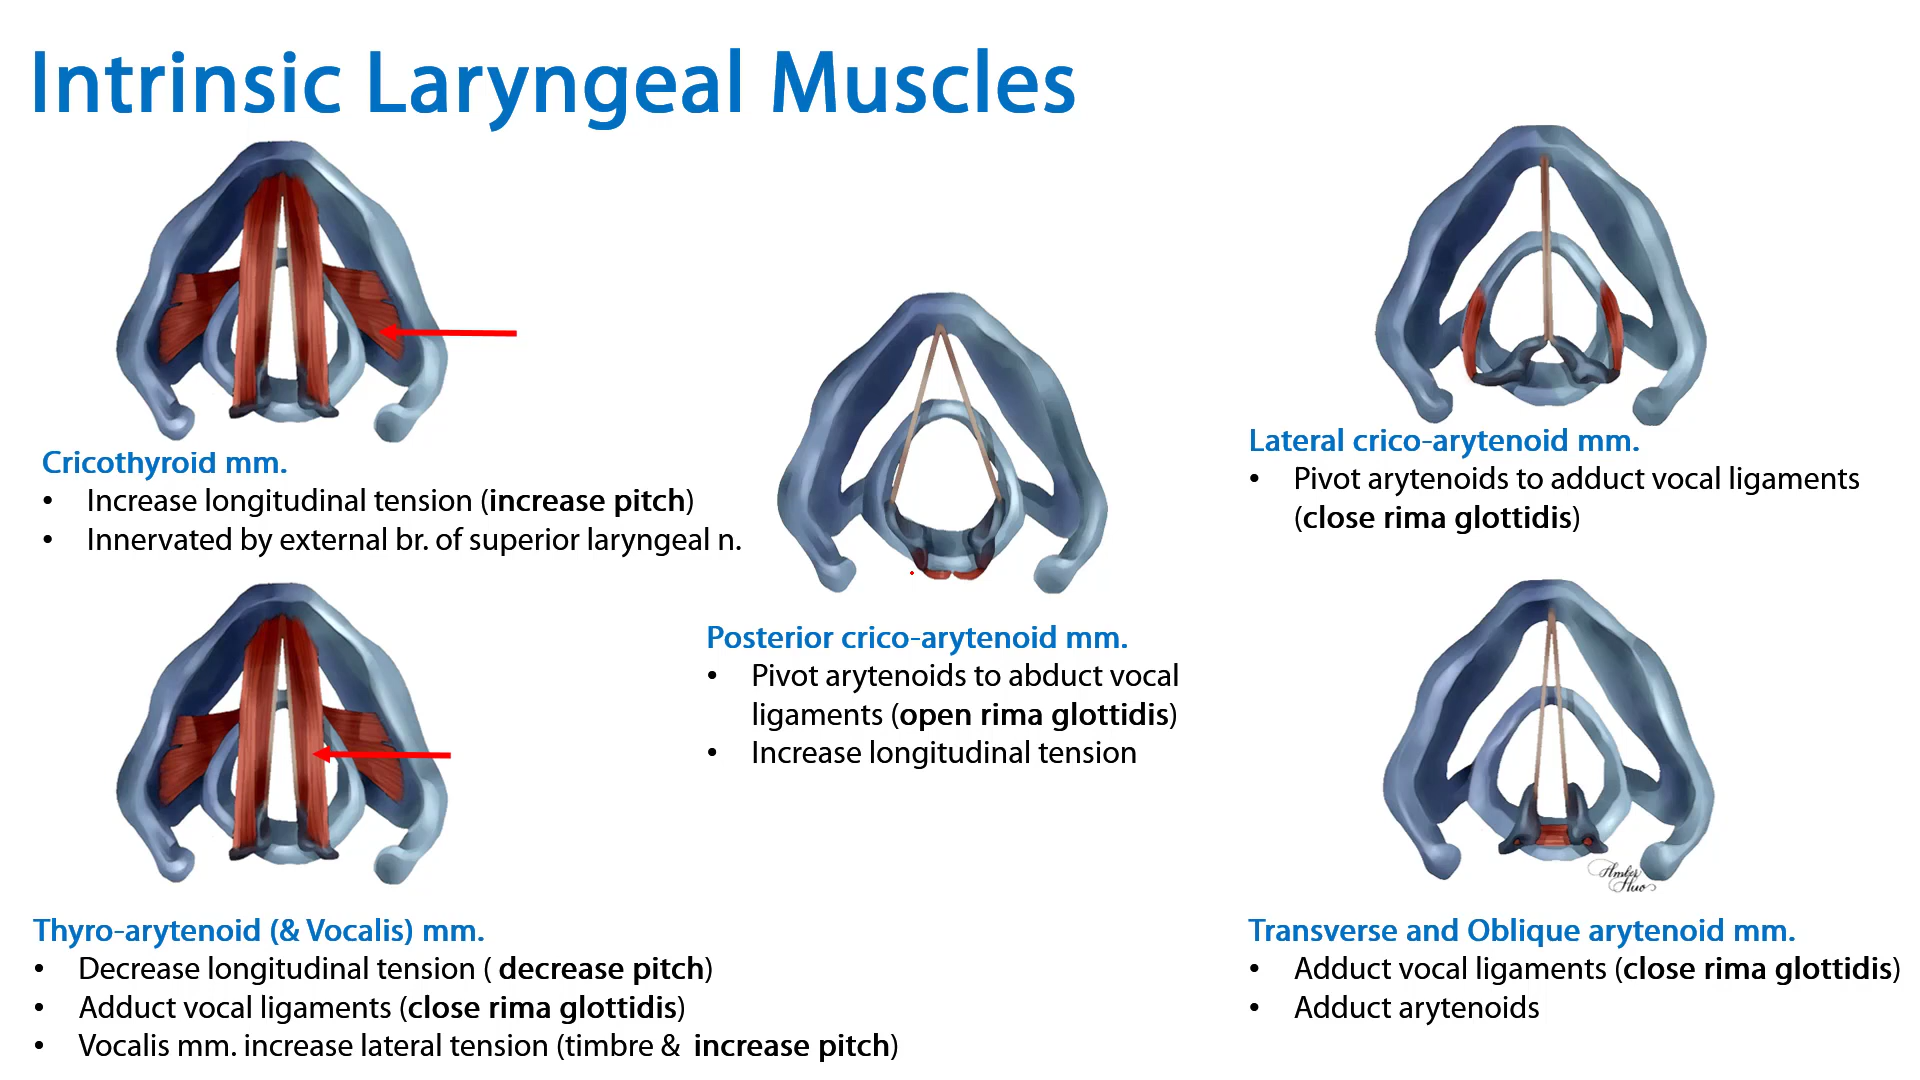 Intrinsic Laryngeal Muscles
Cricothyroid mm.
• Increase longitudinal tension (increase pitch)
• Innervated by external br. of superior laryngeal n.
Thyro-arytenoid (& Vocalis) mm.
• Decrease longitudinal tension ( decrease pitch)
• Adduct vocal ligaments (close rima glottidis)
• Vocalis mm. increase lateral tension (timbre & increase pitch)
Posterior crico-arytenoid mm.
• Pivot arytenoids to abduct vocal
ligaments (open rima glottidis)
• Increase longitudinal tension
Lateral crico-arytenoid mm.
• Pivot arytenoids to adduct vocal ligaments
(close rima glottidis)
Amber
Huo
Transverse and Oblique arytenoid mm.
• Adduct vocal ligaments (close rima glottidis)
• Adduct arytenoids